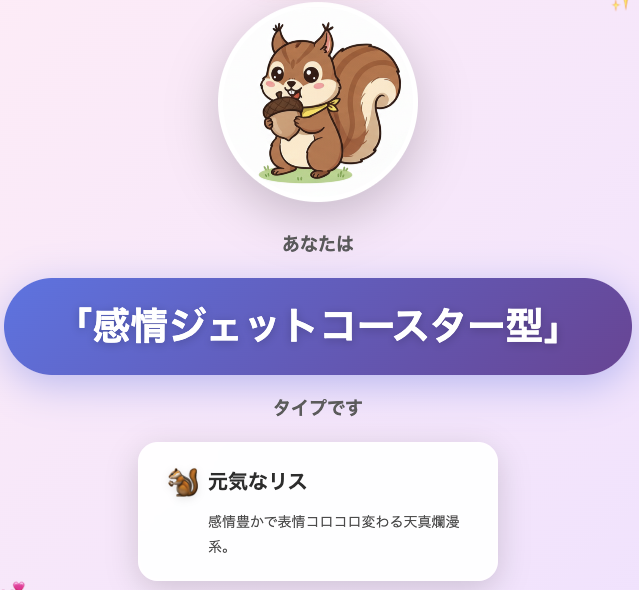 あなたは
「感情ジェットコースター型」
タイプです
元気なリス
感情豊かで表情コロコロ変わる天真爛漫
系。